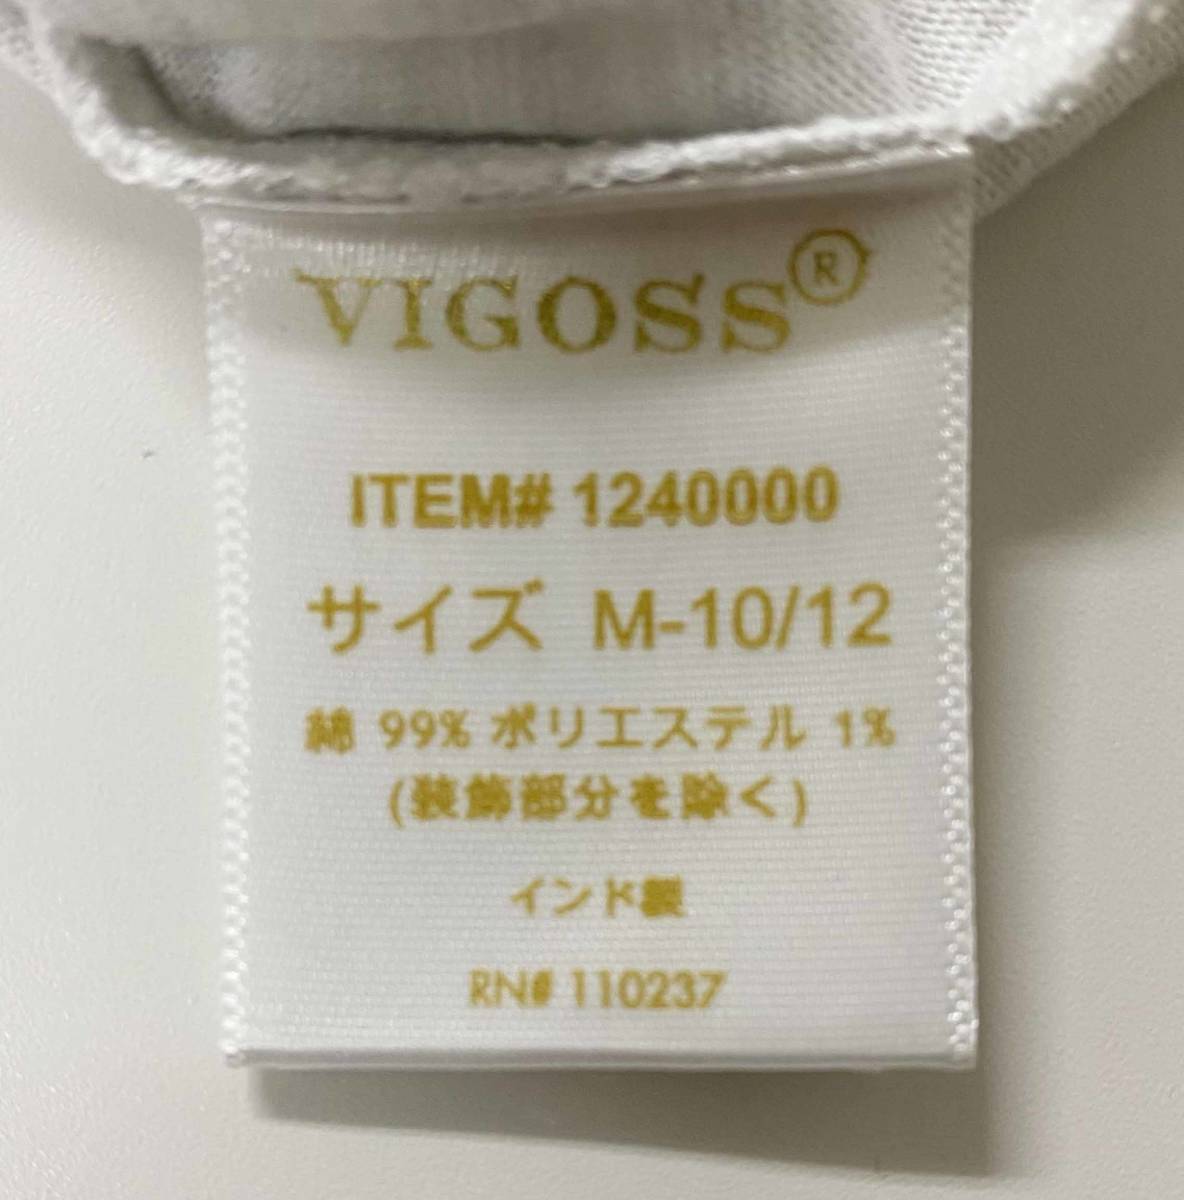 VIGOSS®
ITEM# 1240000
サイズ M-10/12
綿 99% ポリエステル 1%
(装飾部分を除く)
インド製
RN# 110237